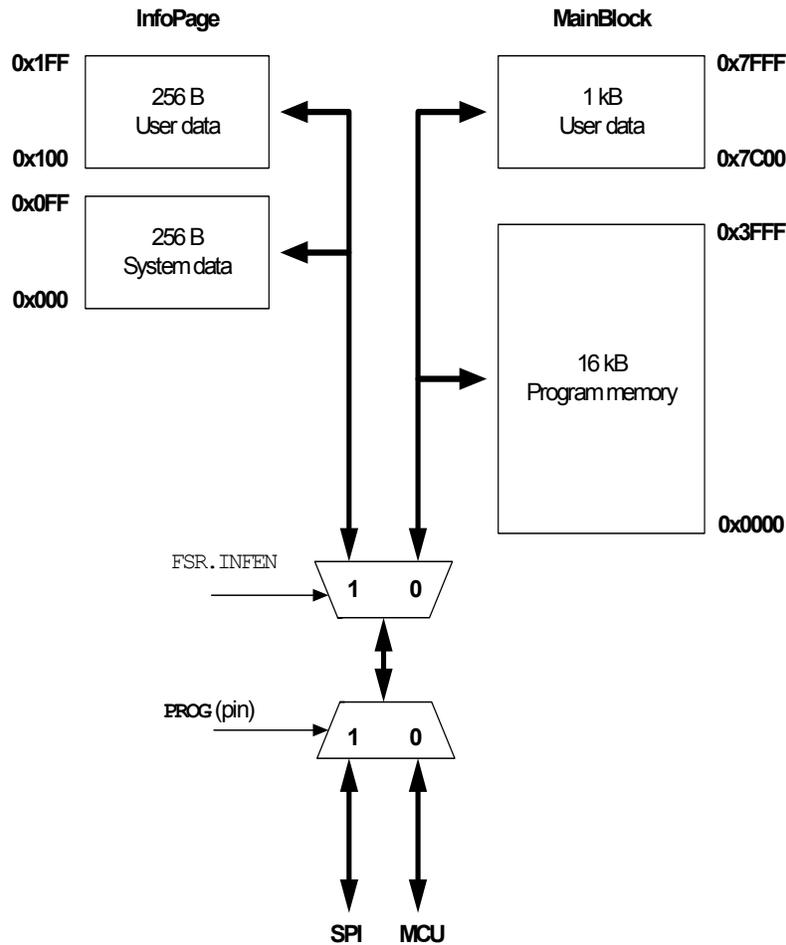 InfoPage
MainBlock
0x1FF
256 B
User data
0x100
0x0FF
256 B
System data
0x000
1 kB
User data
0x7FFF
0x7C00
0x3FFF
16 kB
Program memory
0x0000
FSR.INFEN
1 0
PROG (pin)
1 0
SPI MCU